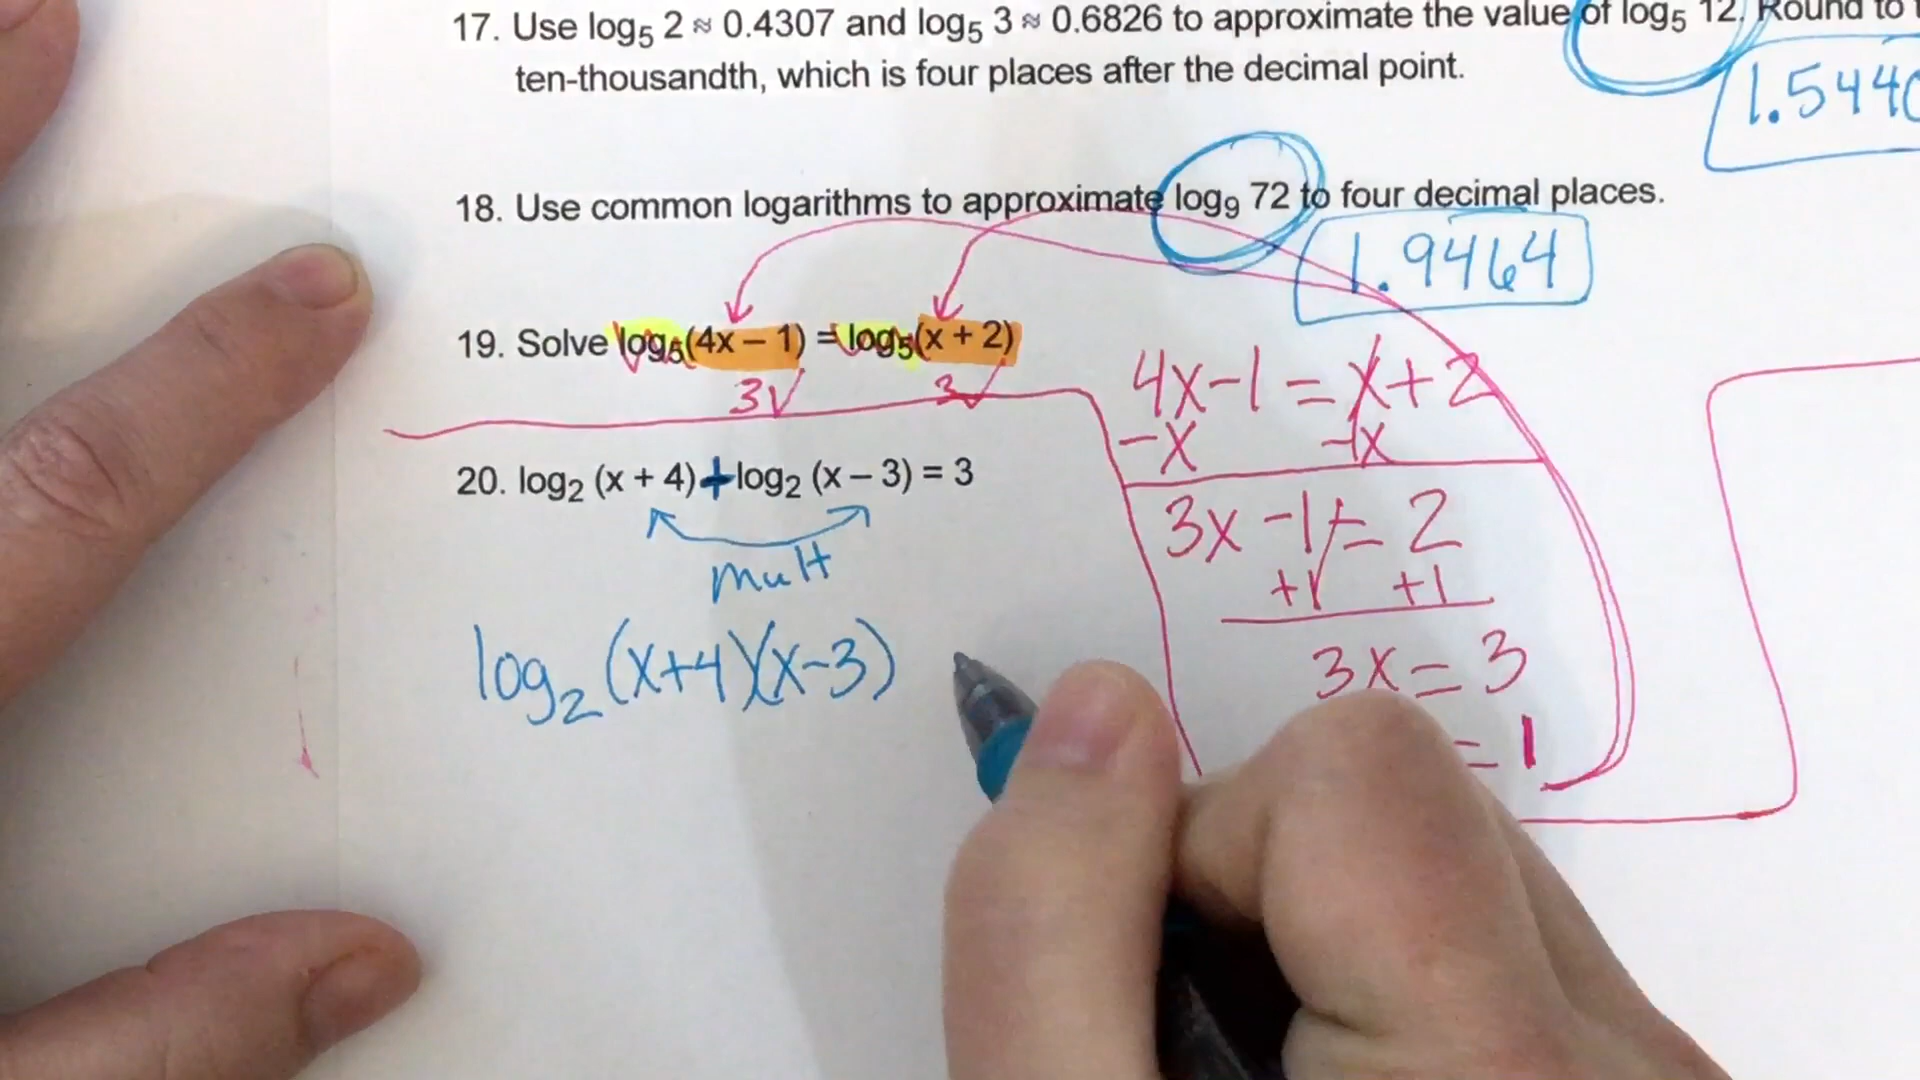 17. Use log₅ 2 ≈ 0.4307 and log₅ 3 ≈ 0.6826 to approximate the value of log₅ 12. Round to
ten-thousandth, which is four places after the decimal point.
1.5440
18. Use common logarithms to approximate log₉ 72 to four decimal places.
1.9464
19. Solve log₅(4x – 1) = log₅(x + 2)
3 3
4x-1 = x+2
-x -x
3x -1 = 2
+1 +1
3x = 3
= 1
20. log₂ (x + 4) + log₂ (x – 3) = 3
mult
log₂ (x+4)(x-3)